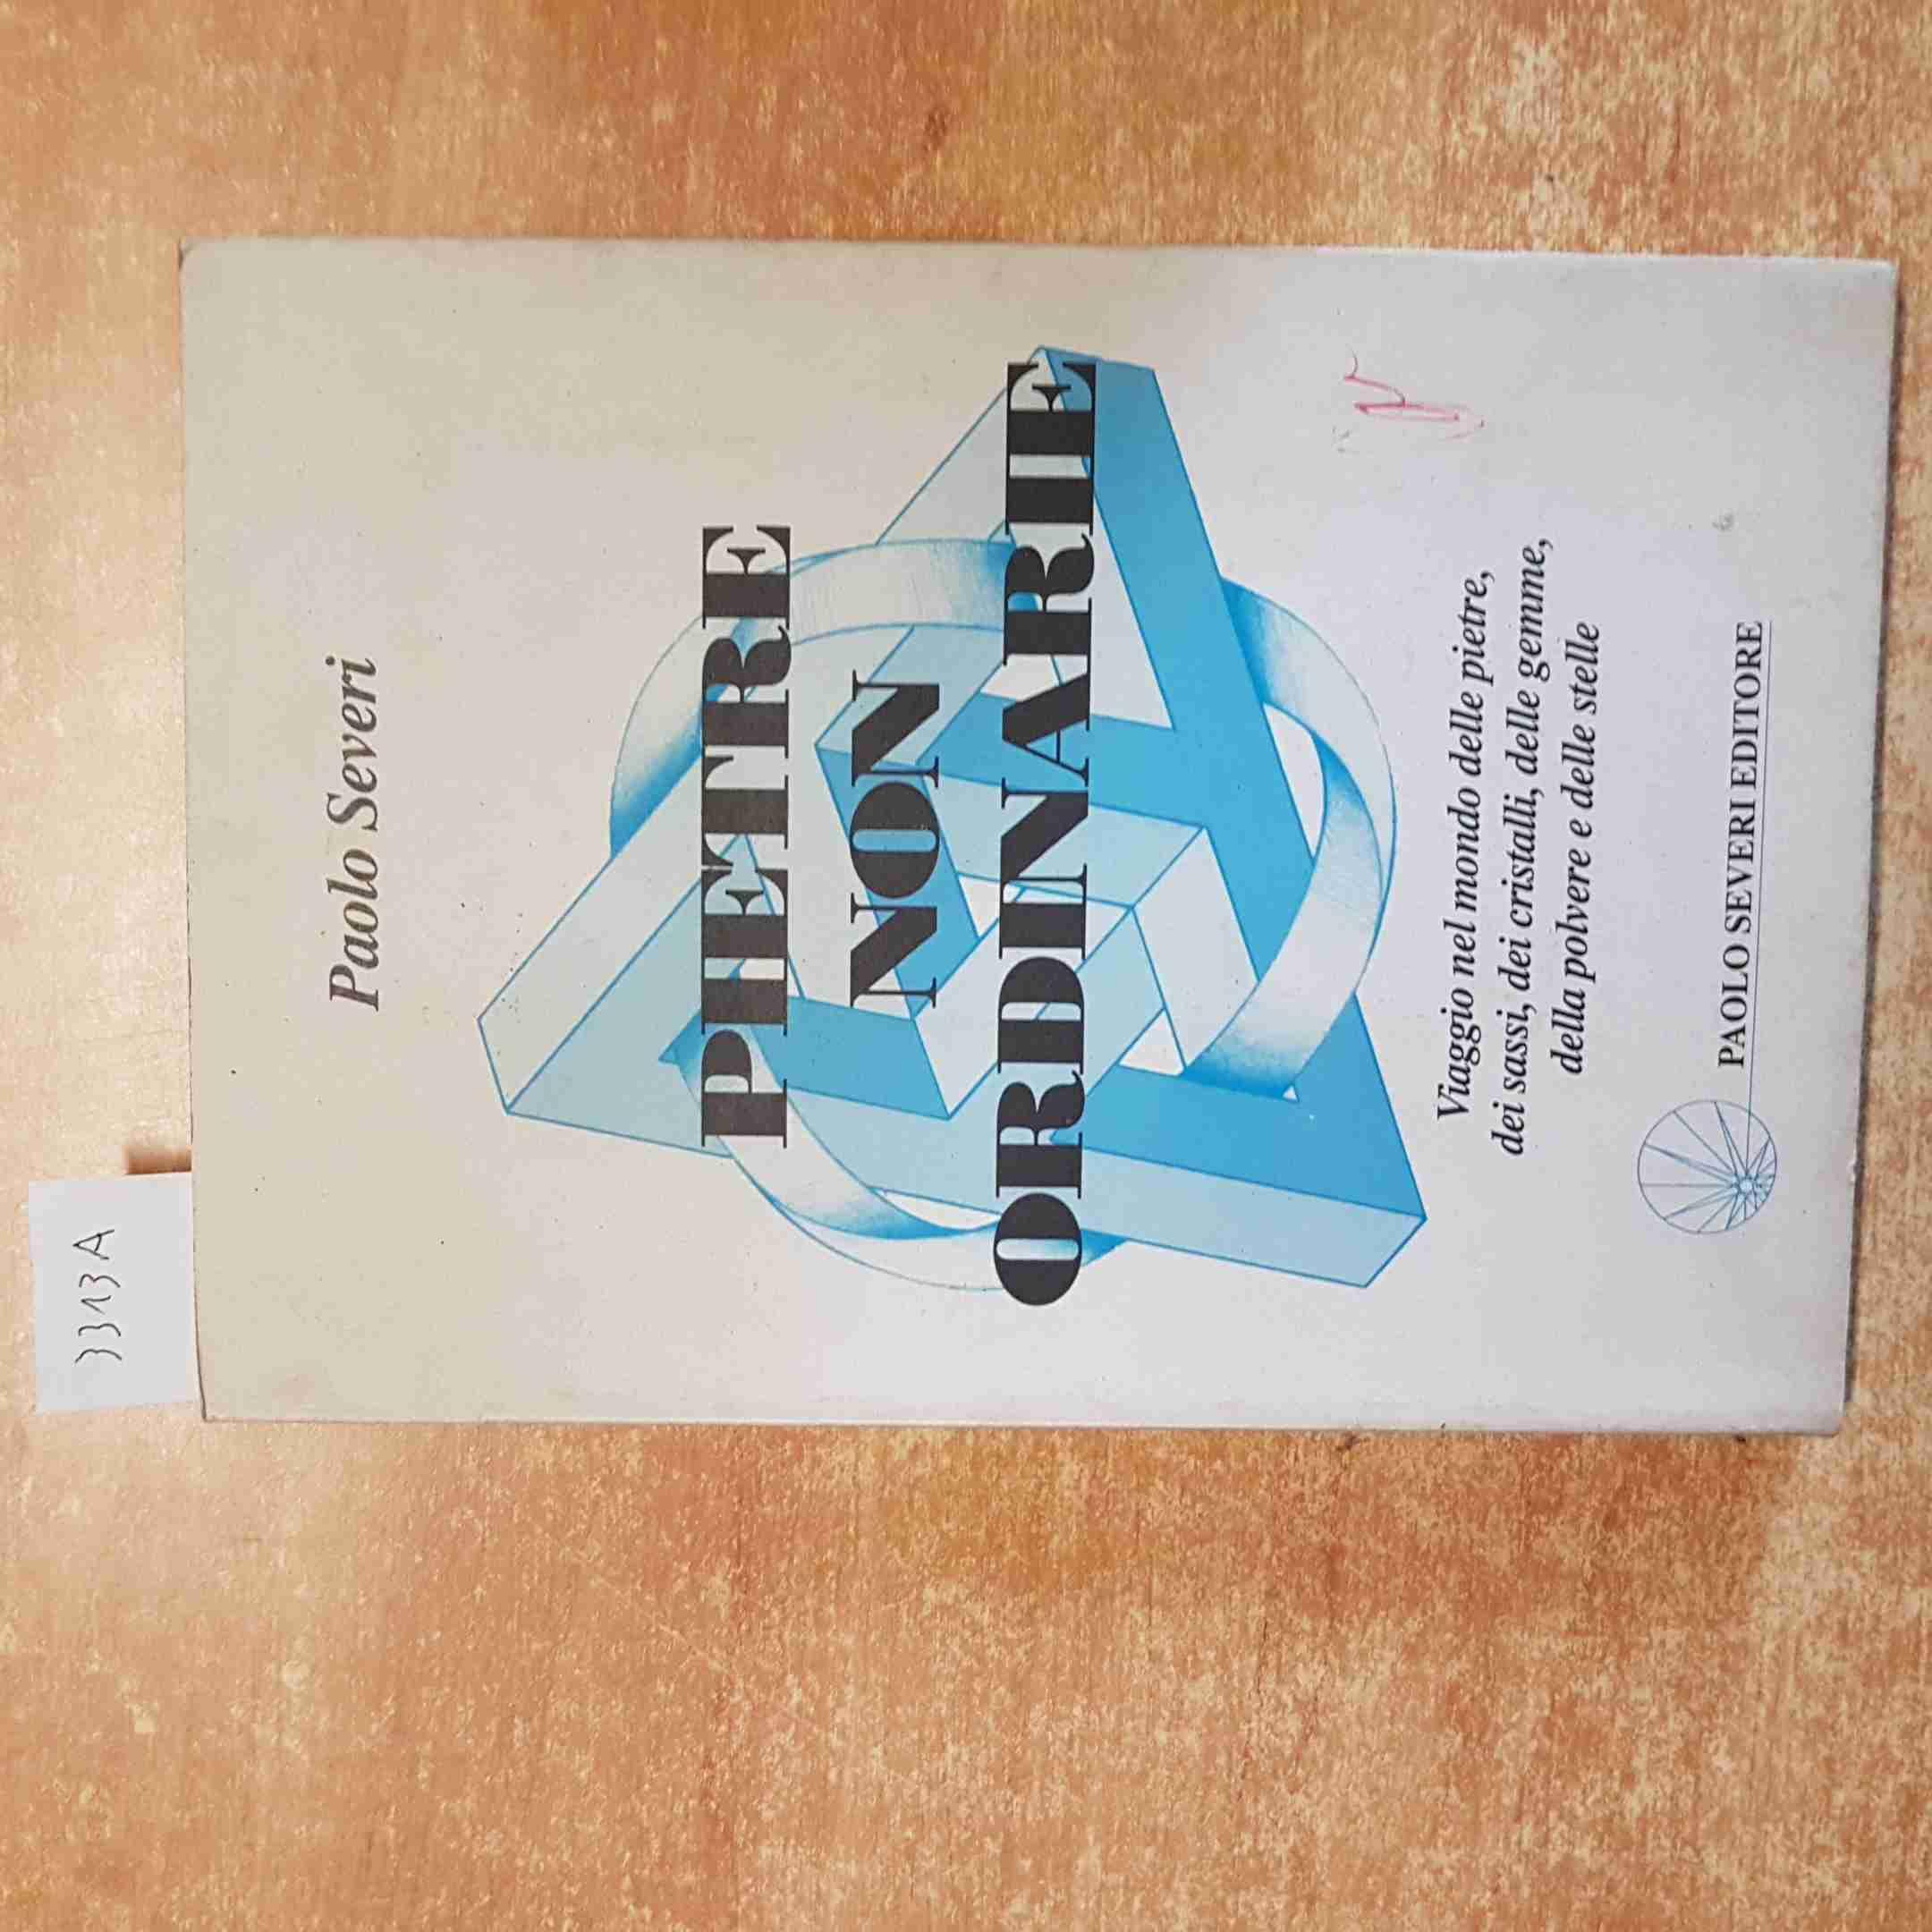 3313A
Paolo Severi
PIETRE
NON
ORDINARIE
Viaggio nel mondo delle pietre,
dei sassi, dei cristalli, delle gemme,
della polvere e delle stelle
PAOLO SEVERI EDITORE